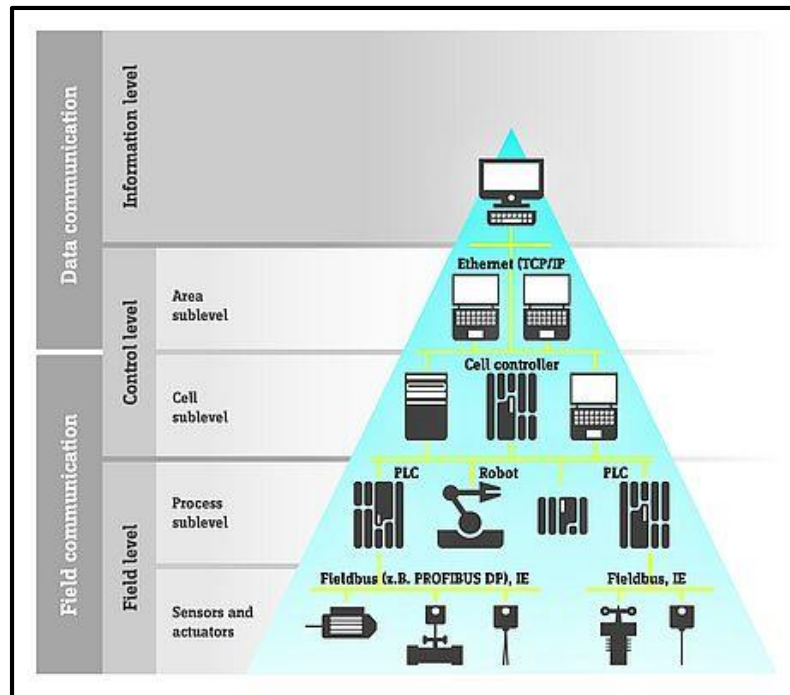 Data communication
Field communication
Information level
Control level
Field level
Area
sublevel
Cell
sublevel
Process
sublevel
Sensors and
actuators
Ethernet (TCP/IP
Cell controller
PLC
Robot
PLC
Fieldbus (z.B. PROFIBUS DP), IE
Fieldbus, IE